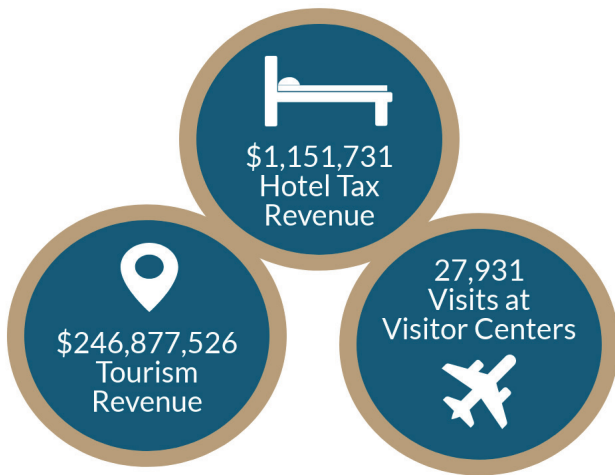 $1,151,731
Hotel Tax
Revenue
$246,877,526
Tourism
Revenue
27,931
Visits at
Visitor Centers